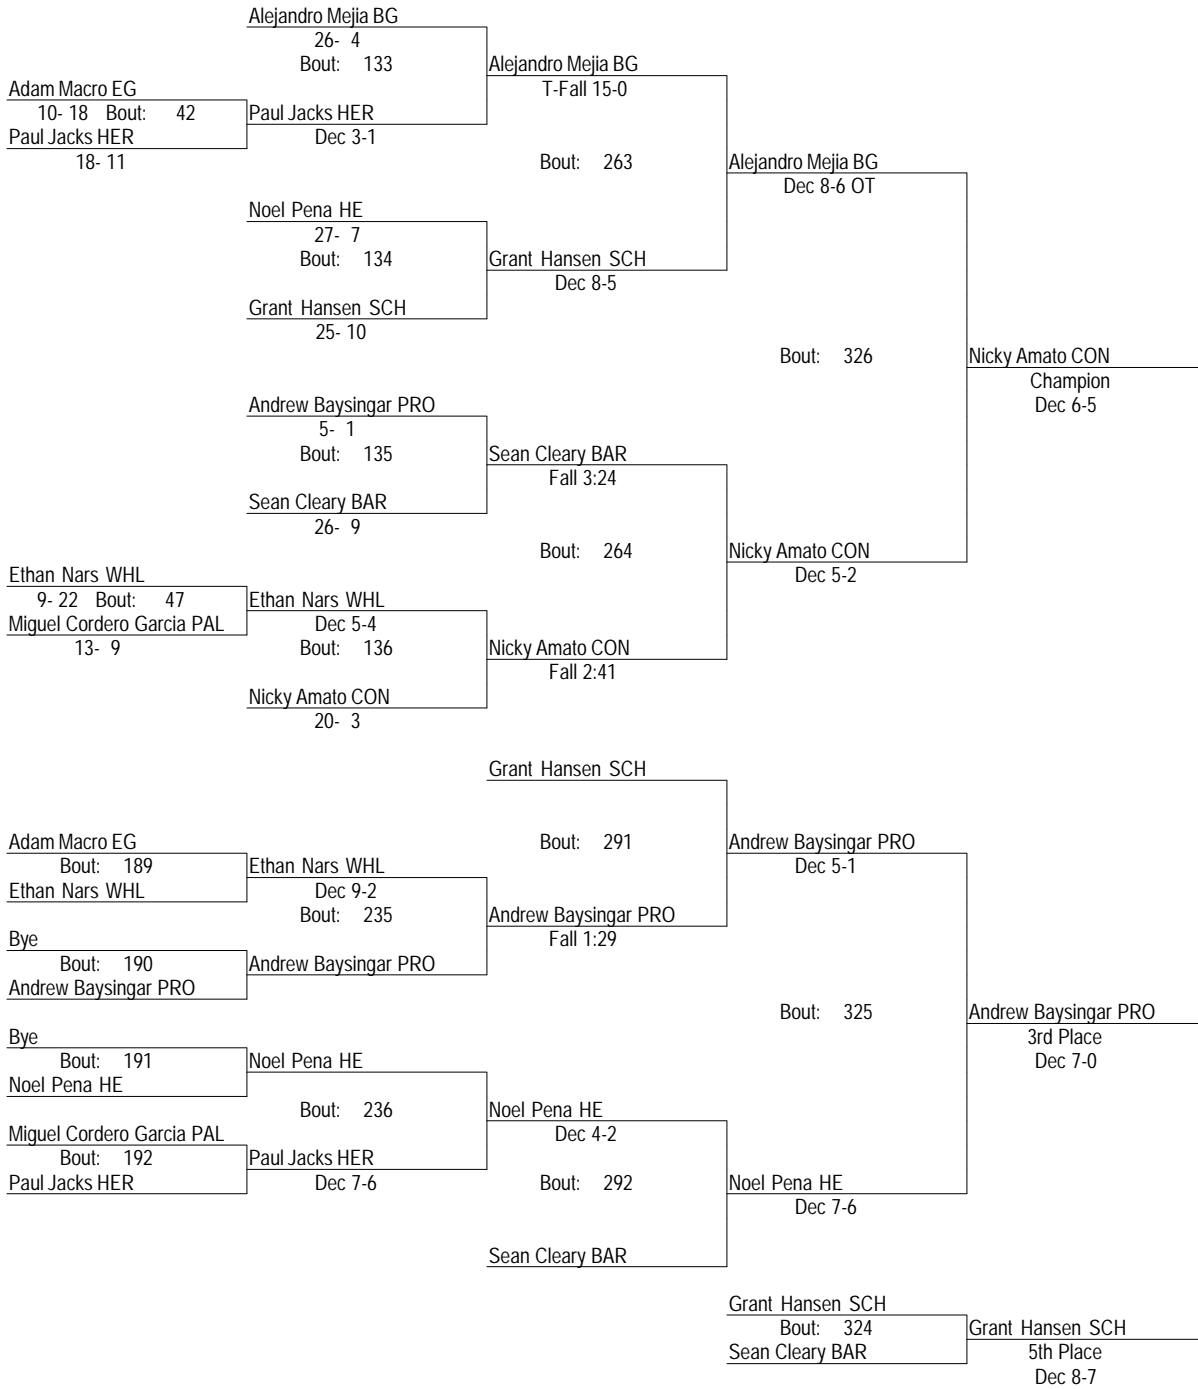 Alejandro Mejia BG
26- 4
Bout: 133
Alejandro Mejia BG
T-Fall 15-0
Adam Macro EG
10- 18 Bout: 42
Paul Jacks HER
Dec 3-1
Paul Jacks HER
18- 11
Bout: 263
Alejandro Mejia BG
Dec 8-6 OT
Noel Pena HE
27- 7
Bout: 134
Grant Hansen SCH
Dec 8-5
Grant Hansen SCH
25- 10
Bout: 326
Nicky Amato CON
Champion
Dec 6-5
Andrew Baysingar PRO
5- 1
Bout: 135
Sean Cleary BAR
Fall 3:24
Sean Cleary BAR
26- 9
Bout: 264
Nicky Amato CON
Dec 5-2
Ethan Nars WHL
9- 22 Bout: 47
Ethan Nars WHL
Dec 5-4
Miguel Cordero Garcia PAL
13- 9
Bout: 136
Nicky Amato CON
Fall 2:41
Nicky Amato CON
20- 3
Grant Hansen SCH
Bout: 291
Andrew Baysingar PRO
Dec 5-1
Adam Macro EG
Bout: 189
Ethan Nars WHL
Dec 9-2
Ethan Nars WHL
Bout: 235
Andrew Baysingar PRO
Fall 1:29
Bye
Bout: 190
Andrew Baysingar PRO
Andrew Baysingar PRO
Bout: 325
Andrew Baysingar PRO
3rd Place
Dec 7-0
Bye
Bout: 191
Noel Pena HE
Noel Pena HE
Bout: 236
Noel Pena HE
Dec 4-2
Miguel Cordero Garcia PAL
Bout: 192
Paul Jacks HER
Dec 7-6
Paul Jacks HER
Bout: 292
Noel Pena HE
Dec 7-6
Sean Cleary BAR
Grant Hansen SCH
Bout: 324
Grant Hansen SCH
5th Place
Dec 8-7
Sean Cleary BAR